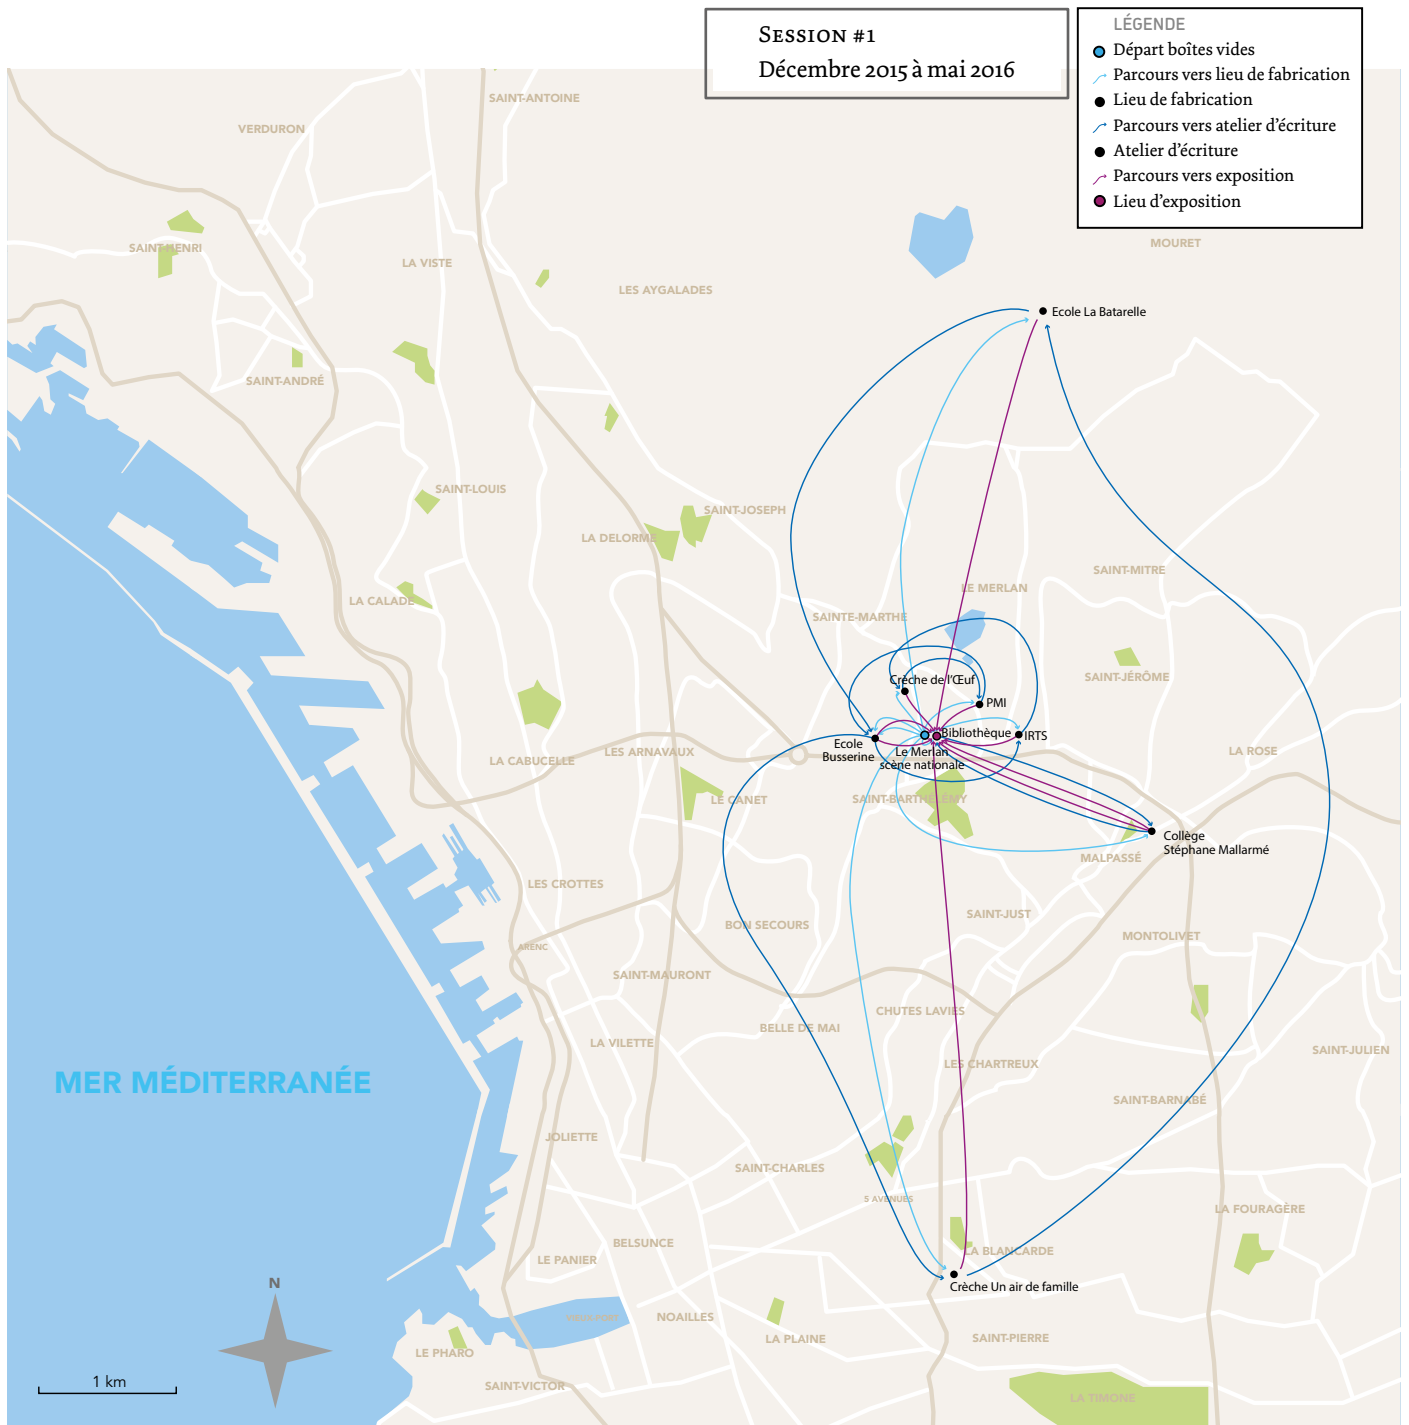 SESSION #1
Décembre 2015 à mai 2016
LÉGENDE
Départ boîtes vides
Parcours vers lieu de fabrication
Lieu de fabrication
Parcours vers atelier d'écriture
Atelier d'écriture
Parcours vers exposition
Lieu d'exposition
SAINT-ANTOINE
VERDURON
MOURET
SAINT-HENRI
LA VISTE
LES AYGALADES
Ecole La Batarelle
SAINT-ANDRÉ
SAINT-LOUIS
SAINT-JOSEPH
LA DELORME
SAINT-MITRE
LE MERLAN
LA CALADE
SAINTE-MARTHE
SAINT-JÉRÔME
Crèche de l'Œuf
PMI
Bibliothèque
IRTS
Ecole
Busserine
Le Merlan
scène nationale
LES ARNAVAUX
LA ROSE
LA CABUCELLE
LE CANET
SAINT-BARTHÉLÉMY
Collège
Stéphane Mallarmé
MALPASSÉ
LES CROTTES
SAINT-JUST
BON SECOURS
MONTOLIVET
ARENC
SAINT-MAURONT
CHUTES LAVIES
BELLE DE MAI
LA VILETTE
SAINT-JULIEN
LES CHARTREUX
MER MÉDITERRANÉE
SAINT-BARNABÉ
JOLIETTE
SAINT-CHARLES
5 AVENUES
LA FOURAGÈRE
BELSUNCE
LA BLANCARDE
LE PANIER
Crèche Un air de famille
N
NOAILLES
LA PLAINE
SAINT-PIERRE
LE PHARO
1 km
SAINT-VICTOR
LA TIMONE